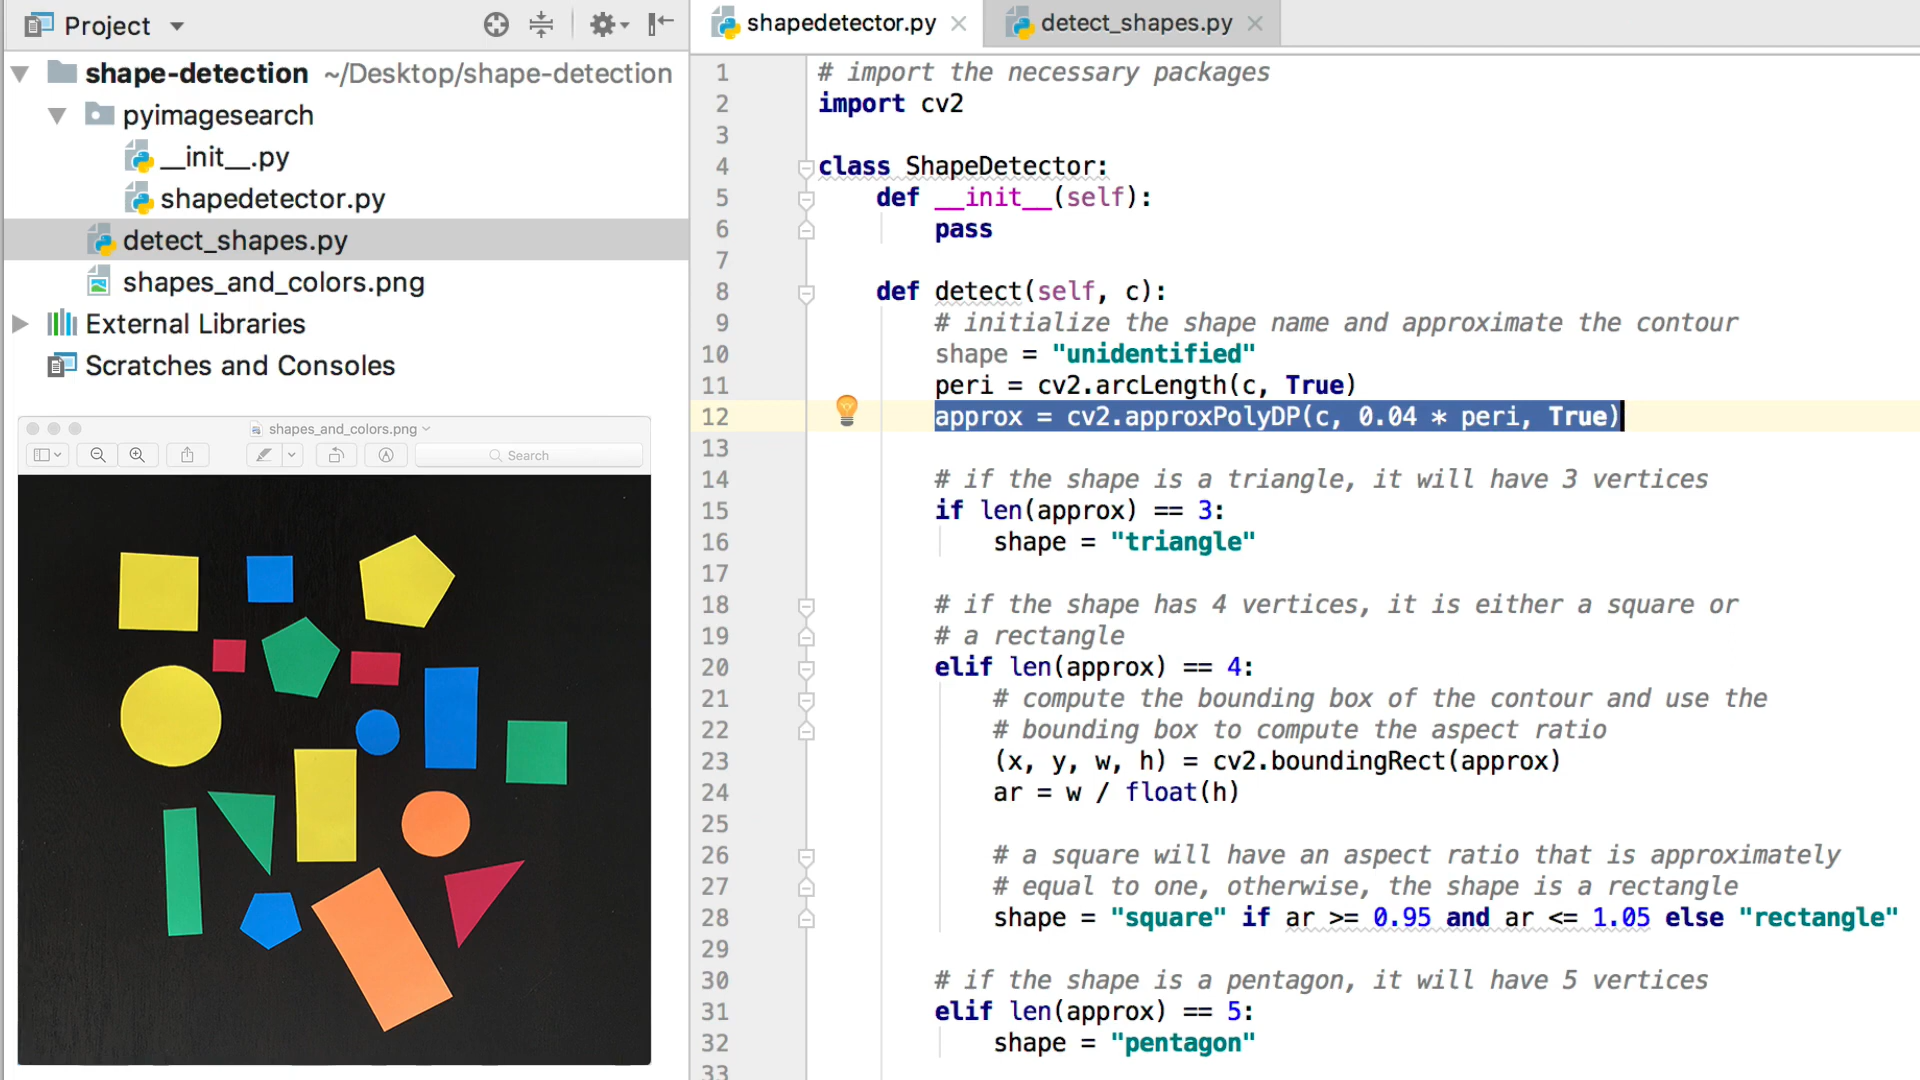 Project
shape-detection ~/Desktop/shape-detection
pyimagesearch
__init__.py
shapedetector.py
detect_shapes.py
shapes_and_colors.png
External Libraries
Scratches and Consoles
shapes_and_colors.png
Search
shapedetector.py
detect_shapes.py
1 # import the necessary packages
2 import cv2
3
4 class ShapeDetector:
5 def __init__(self):
6 pass
7
8 def detect(self, c):
9 # initialize the shape name and approximate the contour
10 shape = "unidentified"
11 peri = cv2.arcLength(c, True)
12 approx = cv2.approxPolyDP(c, 0.04 * peri, True)
13
14 # if the shape is a triangle, it will have 3 vertices
15 if len(approx) == 3:
16 shape = "triangle"
17
18 # if the shape has 4 vertices, it is either a square or
19 # a rectangle
20 elif len(approx) == 4:
21 # compute the bounding box of the contour and use the
22 # bounding box to compute the aspect ratio
23 (x, y, w, h) = cv2.boundingRect(approx)
24 ar = w / float(h)
25
26 # a square will have an aspect ratio that is approximately
27 # equal to one, otherwise, the shape is a rectangle
28 shape = "square" if ar >= 0.95 and ar <= 1.05 else "rectangle"
29
30 # if the shape is a pentagon, it will have 5 vertices
31 elif len(approx) == 5:
32 shape = "pentagon"
33